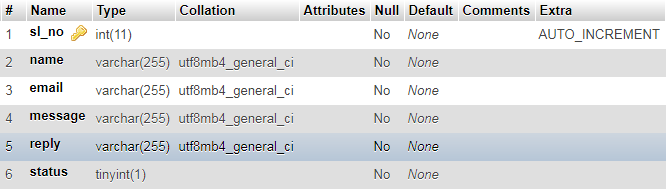 # Name Type Collation Attributes Null Default Comments Extra
1 sl_no int(11) No None AUTO_INCREMENT
2 name varchar(255) utf8mb4_general_ci No None
3 email varchar(255) utf8mb4_general_ci No None
4 message varchar(255) utf8mb4_general_ci No None
5 reply varchar(255) utf8mb4_general_ci No None
6 status tinyint(1) No None